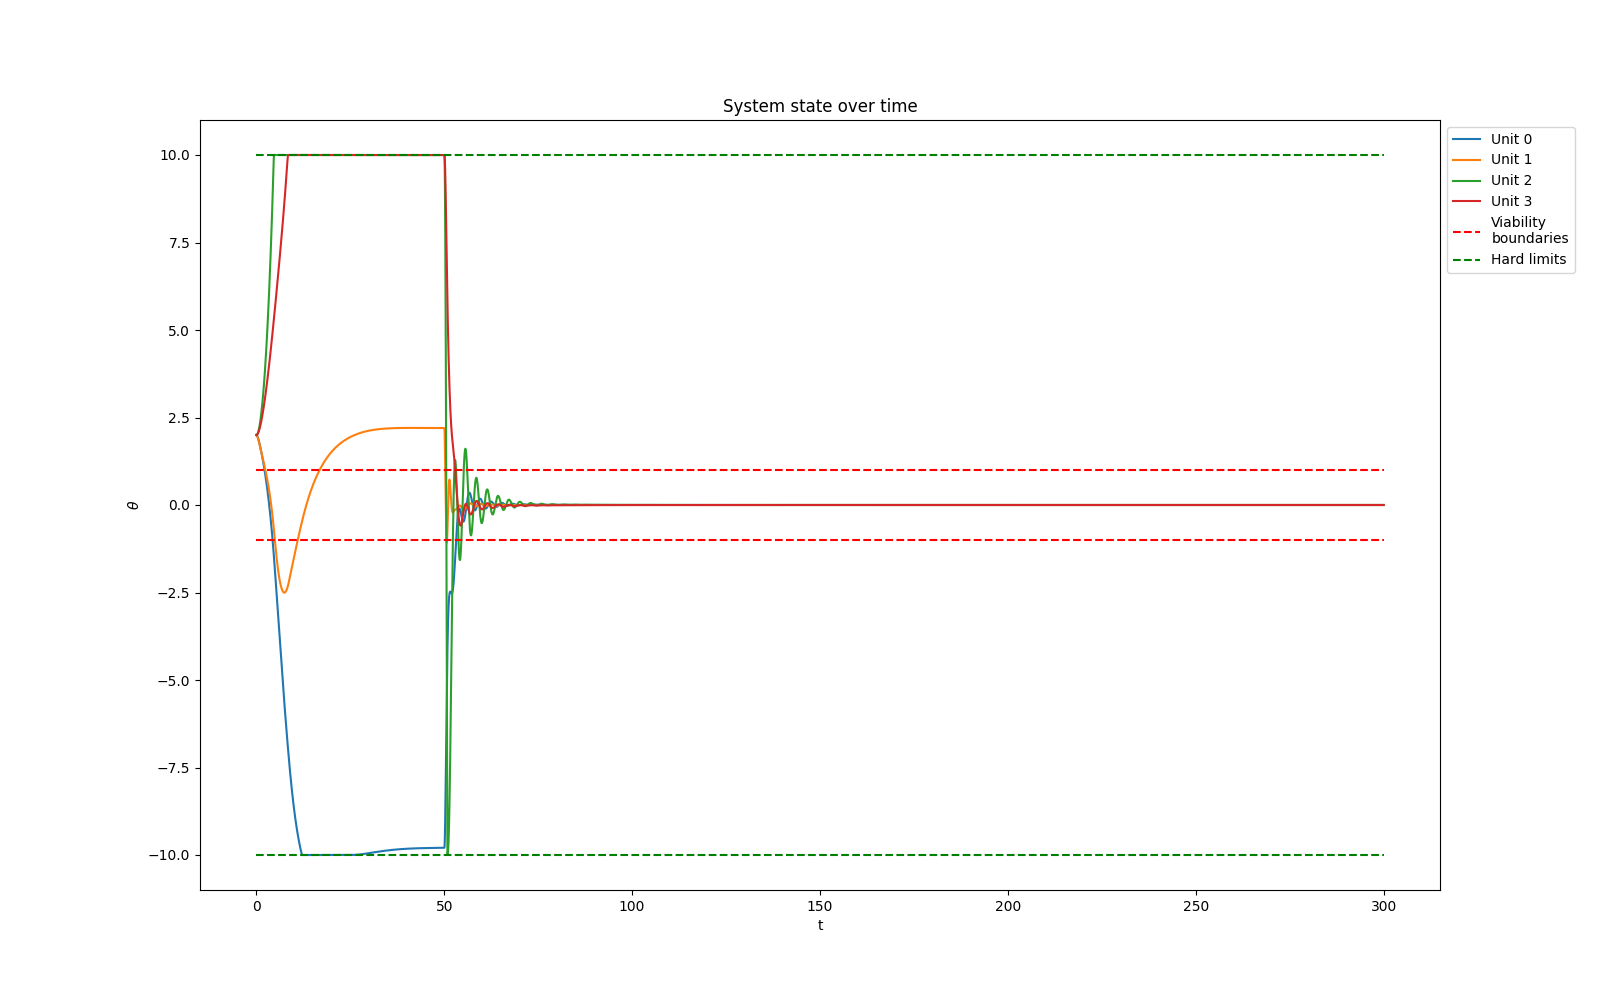 System state over time
10.0
7.5
5.0
2.5
0.0
−2.5
−5.0
−7.5
−10.0
θ
0
50
100
150
200
250
300
t
Unit 0
Unit 1
Unit 2
Unit 3
Viability
boundaries
Hard limits